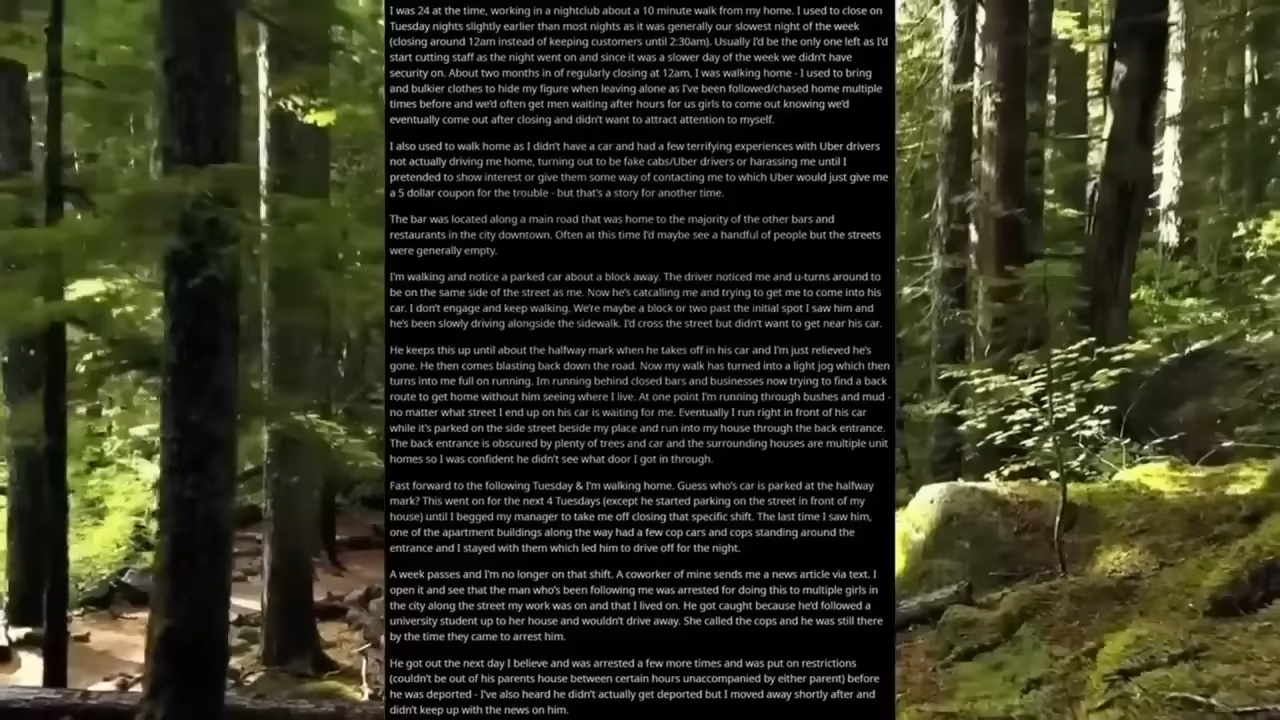 I was 24 at the time, working in a nightclub about a 10 minute walk from my home. I used to close on
Tuesday nights slightly earlier than most nights as it was generally our slowest night of the week
(closing around 12am instead of keeping customers until 2:30am). Usually I'd be the only one left as I'd
start cutting staff as the night went on and since it was a slower day of the week we didn't have
security on. About two months in of regularly closing at 12am, I was walking home - I used to bring
and bulkier clothes to hide my figure when leaving alone as I've been followed/chased home multiple
times before and we'd often get men waiting after hours for us girls to come out knowing we'd
eventually come out after closing and didn't want to attract attention to myself.
I also used to walk home as I didn't have a car and had a few terrifying experiences with Uber drivers
not actually driving me home, turning out to be fake cabs/Uber drivers or harassing me until I
pretended to show interest or give them some way of contacting me to which Uber would just give me
a 5 dollar coupon for the trouble - but that's a story for another time.
The bar was located along a main road that was home to the majority of the other bars and
restaurants in the city downtown. Often at this time I'd maybe see a handful of people but the streets
were generally empty.
I'm walking and notice a parked car about a block away. The driver noticed me and u-turns around to
be on the same side of the street as me. Now he's catcalling me and trying to get me to come into his
car. I don't engage and keep walking. We're maybe a block or two past the initial spot I saw him and
he's been slowly driving alongside the sidewalk. I'd cross the street but didn't want to get near his car.
He keeps this up until about the halfway mark when he takes off in his car and I'm just relieved he's
gone. He then comes blasting back down the road. Now my walk has turned into a light jog which then
turns into me full on running. Im running behind closed bars and businesses now trying to find a back
route to get home without him seeing where I live. At one point I'm running through bushes and mud -
no matter what street I end up on his car is waiting for me. Eventually I run right in front of his car
while it's parked on the side street beside my place and run into my house through the back entrance.
The back entrance is obscured by plenty of trees and car and the surrounding houses are multiple unit
homes so I was confident he didn't see what door I got in through.
Fast forward to the following Tuesday & I'm walking home. Guess who's car is parked at the halfway
mark? This went on for the next 4 Tuesdays (except he started parking on the street in front of my
house) until I begged my manager to take me off closing that specific shift. The last time I saw him,
one of the apartment buildings along the way had a few cop cars and cops standing around the
entrance and I stayed with them which led him to drive off for the night.
A week passes and I'm no longer on that shift. A coworker of mine sends me a news article via text. I
open it and see that the man who's been following me was arrested for doing this to multiple girls in
the city along the street my work was on and that I lived on. He got caught because he'd followed a
university student up to her house and wouldn't drive away. She called the cops and he was still there
by the time they came to arrest him.
He got out the next day I believe and was arrested a few more times and was put on restrictions
(couldn't be out of his parents house between certain hours unaccompanied by either parent) before
he was deported - I've also heard he didn't actually get deported but I moved away shortly after and
didn't keep up with the news on him.